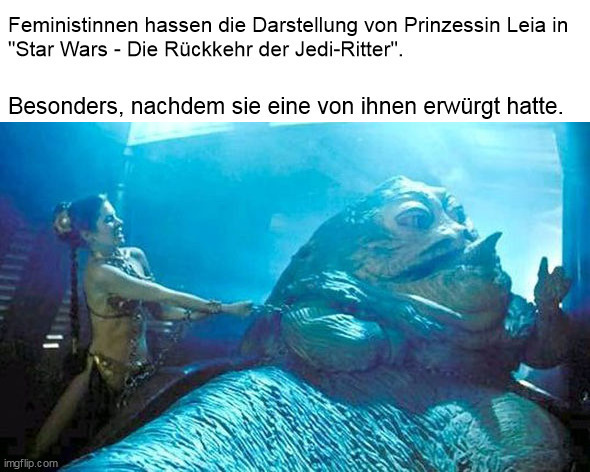 Feministinnen hassen die Darstellung von Prinzessin Leia in
"Star Wars - Die Rückkehr der Jedi-Ritter".
Besonders, nachdem sie eine von ihnen erwürgt hatte.
imgflip.com